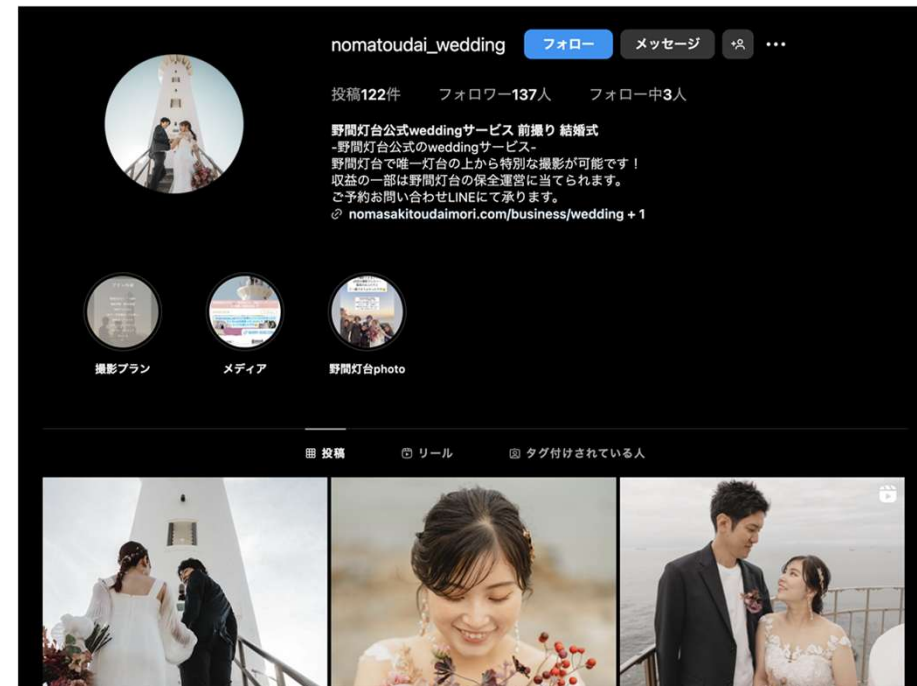 nomatoudai_wedding
フォロー
メッセージ
投稿122件
フォロワー137人
フォロー中3人
野間灯台公式weddingサービス 前撮り 結婚式
-野間灯台公式のweddingサービス-
野間灯台で唯一灯台の上から特別な撮影が可能です！
収益の一部は野間灯台の保全運営に当てられます。
ご予約お問い合わせLINEにて承ります。
nomasakitoudaimori.com/business/wedding + 1
撮影プラン
メディア
野間灯台photo
投稿
リール
タグ付けされている人